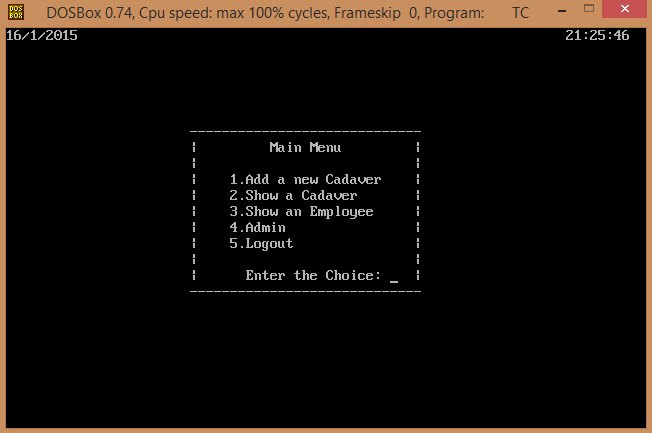 DOS
BOX
DOSBox 0.74, Cpu speed: max 100% cycles, Frameskip 0, Program: TC
16/1/2015 21:25:46
Main Menu
1.Add a new Cadaver
2.Show a Cadaver
3.Show an Employee
4.Admin
5.Logout
Enter the Choice: _